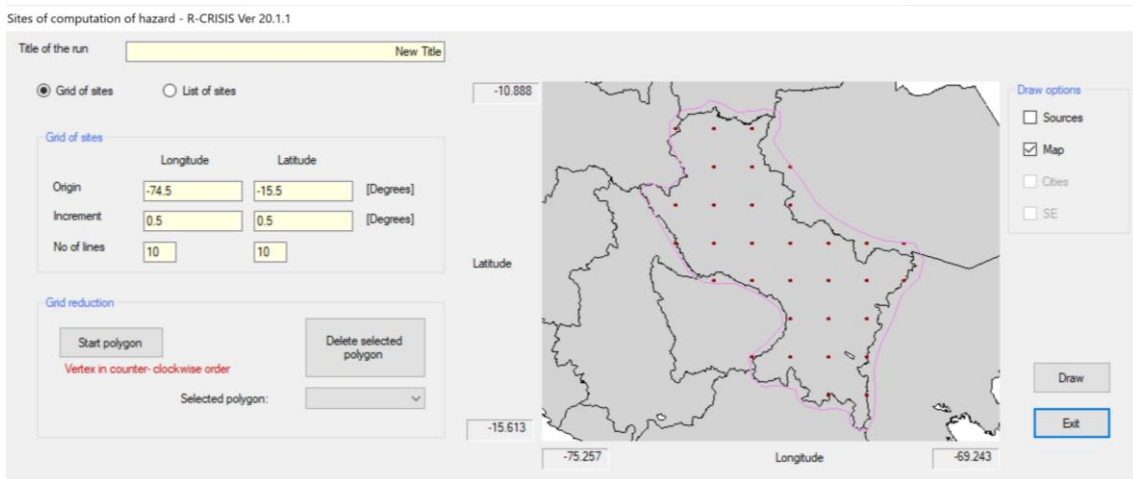 Sites of computation of hazard - R-CRISIS Ver 20.1.1
Title of the run
New Title
Grid of sites
List of sites
Grid of sites
Longitude Latitude
Origin -74.5 -15.5 [Degrees]
Increment 0.5 0.5 [Degrees]
No of lines 10 10
Grid reduction
Start polygon
Vertex in counter- clockwise order
Delete selected
polygon
Selected polygon:
-10.888
Latitude
-15.613
-75.257 Longitude -69.243
Draw options
Sources
Map
Cities
SE
Draw
Exit